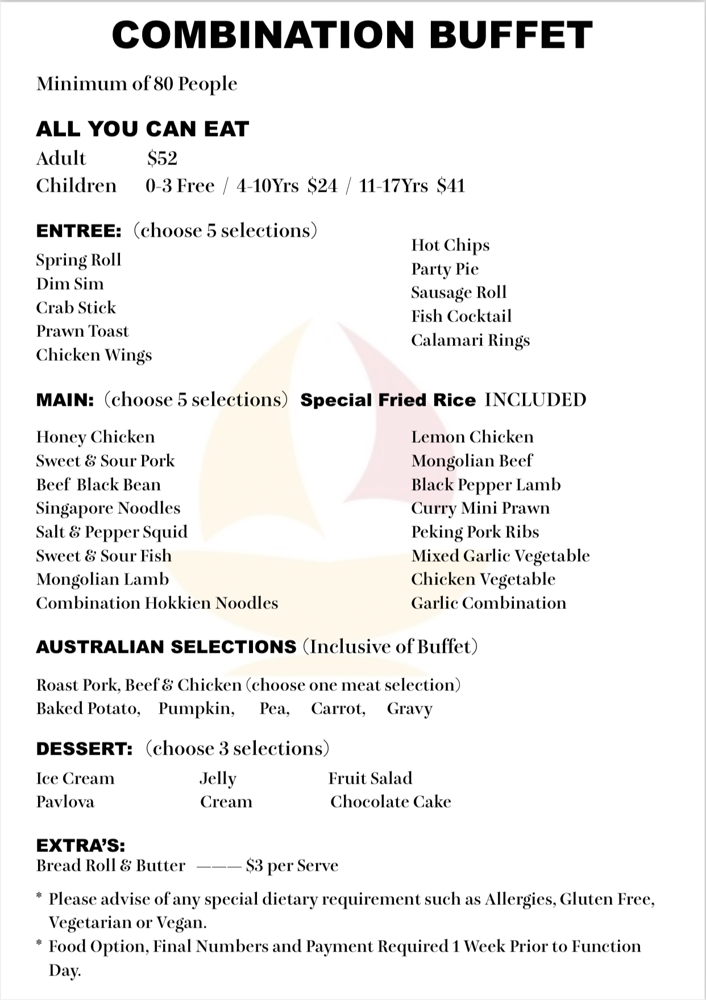 COMBINATION BUFFET
Minimum of 80 People
ALL YOU CAN EAT
Adult $52
Children 0-3 Free / 4-10Yrs $24 / 11-17Yrs $41
ENTREE: (choose 5 selections)
Spring Roll
Dim Sim
Crab Stick
Prawn Toast
Chicken Wings
Hot Chips
Party Pie
Sausage Roll
Fish Cocktail
Calamari Rings
MAIN: (choose 5 selections) Special Fried Rice INCLUDED
Honey Chicken
Sweet & Sour Pork
Beef Black Bean
Singapore Noodles
Salt & Pepper Squid
Sweet & Sour Fish
Mongolian Lamb
Combination Hokkien Noodles
Lemon Chicken
Mongolian Beef
Black Pepper Lamb
Curry Mini Prawn
Peking Pork Ribs
Mixed Garlic Vegetable
Chicken Vegetable
Garlic Combination
AUSTRALIAN SELECTIONS (Inclusive of Buffet)
Roast Pork, Beef & Chicken (choose one meat selection)
Baked Potato, Pumpkin, Pea, Carrot, Gravy
DESSERT: (choose 3 selections)
Ice Cream Jelly Fruit Salad
Pavlova Cream Chocolate Cake
EXTRA'S:
Bread Roll & Butter ——— $3 per Serve
* Please advise of any special dietary requirement such as Allergies, Gluten Free,
Vegetarian or Vegan.
* Food Option, Final Numbers and Payment Required 1 Week Prior to Function
Day.